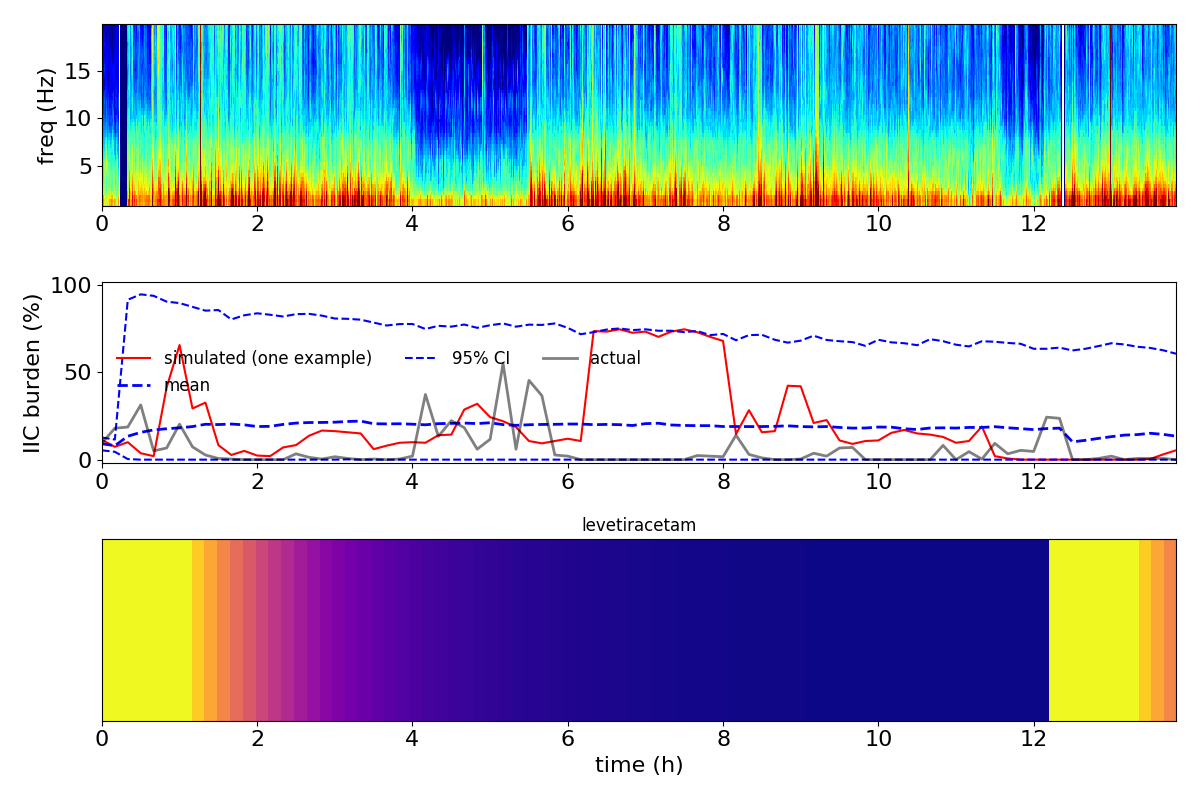 freq (Hz)
15
10
5
0 2 4 6 8 10 12
IIC burden (%)
100
50
0
simulated (one example) 95% CI actual
mean
0 2 4 6 8 10 12
levetiracetam
0 2 4 6 8 10 12
time (h)